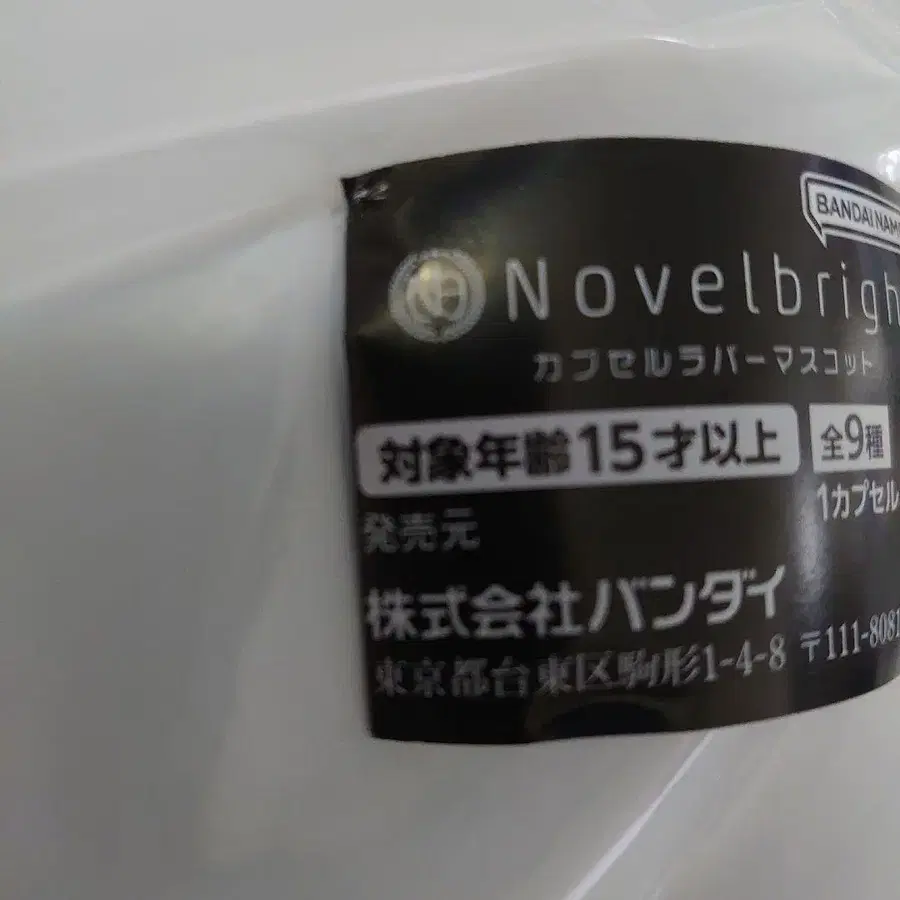 BANDAI NAM
Novelbrigh
カプセルラバーマスコット
対象年齢15才以上
全9種
1カプセル
発売元
株式会社バンダイ
東京都台東区駒形1-4-8 〒111-8081